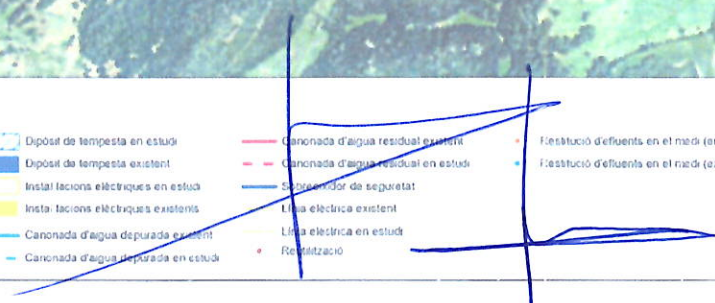 Dipòsit de tempesta en estudi
Dipòsit de tempesta existent
Instal·lacions elèctriques en estudi
Instal·lacions elèctriques existents
Canonada d'aigua depurada existent
Canonada d'aigua depurada en estudi
Canonada d'aigua residual existent
Canonada d'aigua residual en estudi
Sobreeixidor de seguretat
Línia elèctrica existent
Línia elèctrica en estudi
Reutilització
Restitució d'efluents en el medi (e
Restitució d'efluents en el medi (e